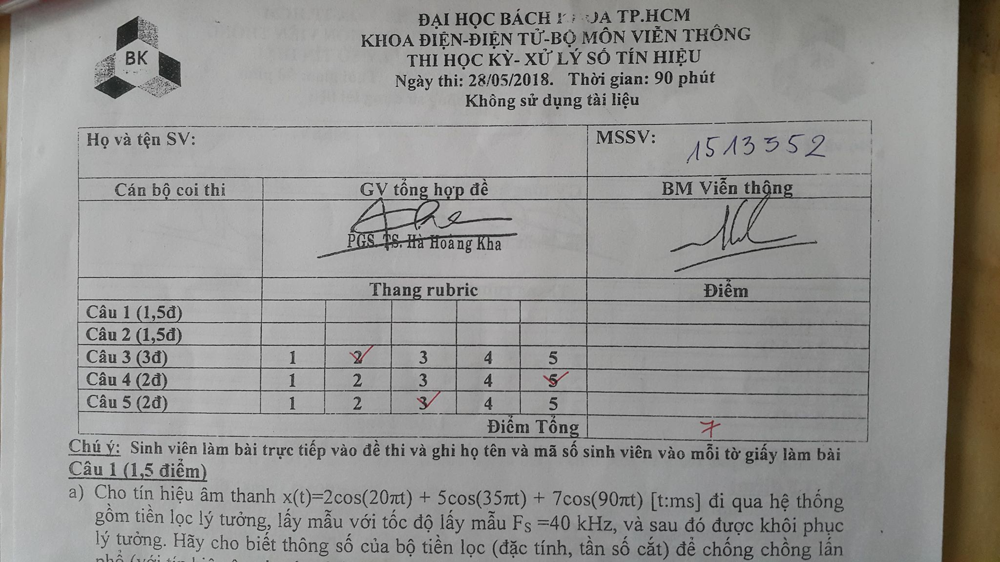 BK
ĐẠI HỌC BÁCH KHOA TP.HCM
KHOA ĐIỆN-ĐIỆN TỬ-BỘ MÔN VIỄN THÔNG
THI HỌC KỲ- XỬ LÝ SỐ TÍN HIỆU
Ngày thi: 28/05/2018. Thời gian: 90 phút
Không sử dụng tài liệu
Họ và tện SV: MSSV: 1513352
Cán bộ coi thi GV tổng hợp đề BM Viễn thông
PGS. TS. Hà Hoàng Kha
Thang rubric Điểm
Câu 1 (1,5đ)
Câu 2 (1,5đ)
Câu 3 (3đ) 1 2 3 4 5
Câu 4 (2đ) 1 2 3 4 5
Câu 5 (2đ) 1 2 3 4 5
Điểm Tổng 7
Chú ý: Sinh viên làm bài trực tiếp vào đề thi và ghi họ tên và mã số sinh viên vào mỗi tờ giấy làm bài
Câu 1 (1,5 điểm)
a) Cho tín hiệu âm thanh x(t)=2cos(20πt) + 5cos(35πt) + 7cos(90πt) [t:ms] đi qua hệ thống
gồm tiền lọc lý tưởng, lấy mẫu với tốc độ lấy mẫu Fs =40 kHz, và sau đó được khôi phục
lý tưởng. Hãy cho biết thông số của bộ tiền lọc (đặc tính, tần số cắt) để chống chồng lấn